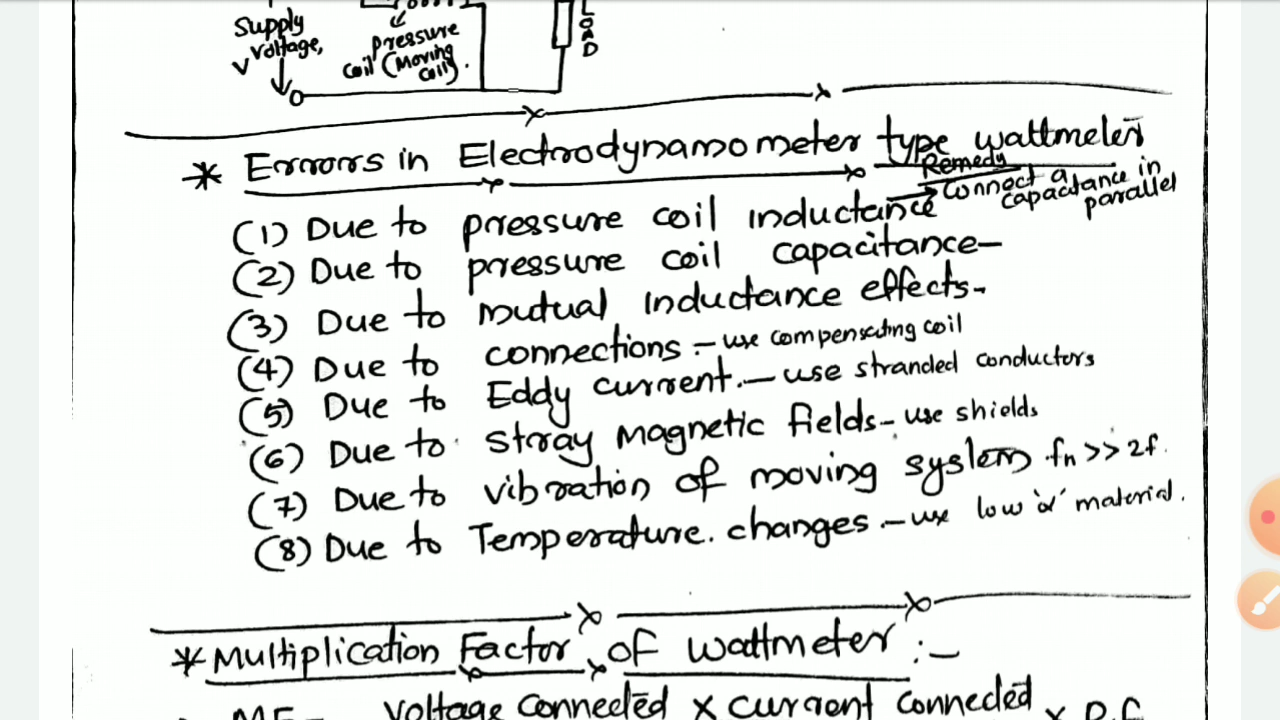 Supply
voltage,
V
pressure
coil (Moving
coil).
LOAD
* Errors in Electrodynamometer type wattmeter
(1) Due to pressure coil inductance → Remedy Connect a capacitance in parallel
(2) Due to pressure coil capacitance-
(3) Due to mutual inductance effects-
(4) Due to connections :- use compensating coil
(5) Due to Eddy current.- use stranded conductors
(6) Due to stray magnetic fields- use shields
(7) Due to vibration of moving system fn >> 2f.
(8) Due to Temperature. changes.- use low 'α' material.
* Multiplication Factor of wattmeter :-
voltage connected x current connected x P.f